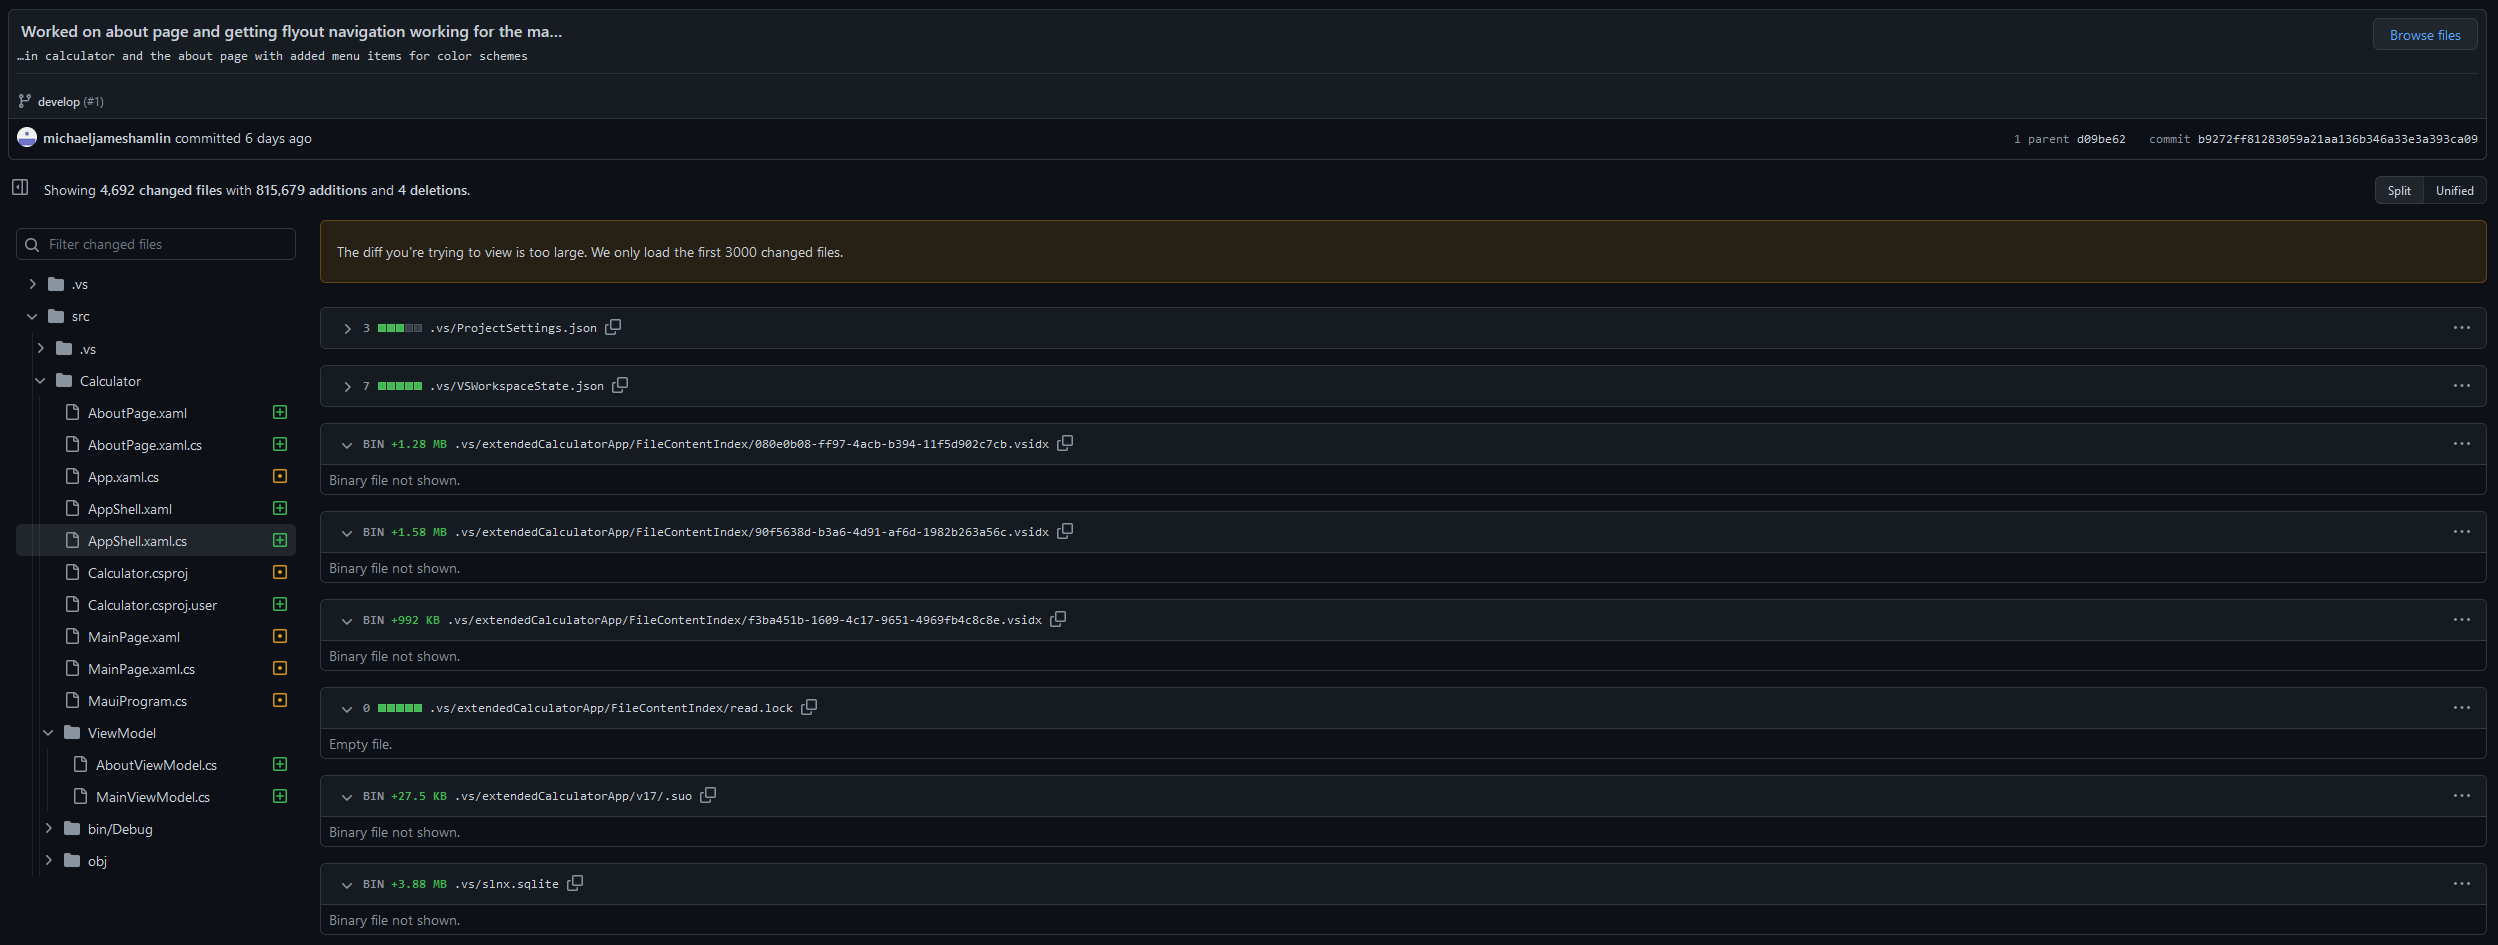 Worked on about page and getting flyout navigation working for the ma...
Browse files
…in calculator and the about page with added menu items for color schemes
develop (#1)
michaeljameshamlin committed 6 days ago
1 parent d09be62 commit b9272ff81283059a21aa136b346a33e3a393ca09
Showing 4,692 changed files with 815,679 additions and 4 deletions.
Split Unified
Filter changed files
.vs
src
.vs
Calculator
AboutPage.xaml
AboutPage.xaml.cs
App.xaml.cs
AppShell.xaml
AppShell.xaml.cs
Calculator.csproj
Calculator.csproj.user
MainPage.xaml
MainPage.xaml.cs
MauiProgram.cs
ViewModel
AboutViewModel.cs
MainViewModel.cs
bin/Debug
obj
The diff you're trying to view is too large. We only load the first 3000 changed files.
3 .vs/ProjectSettings.json
7 .vs/VSWorkspaceState.json
BIN +1.28 MB .vs/extendedCalculatorApp/FileContentIndex/080e0b08-ff97-4acb-b394-11f5d902c7cb.vsidx
Binary file not shown.
BIN +1.58 MB .vs/extendedCalculatorApp/FileContentIndex/90f5638d-b3a6-4d91-af6d-1982b263a56c.vsidx
Binary file not shown.
BIN +992 KB .vs/extendedCalculatorApp/FileContentIndex/f3ba451b-1609-4c17-9651-4969fb4c8c8e.vsidx
Binary file not shown.
0 .vs/extendedCalculatorApp/FileContentIndex/read.lock
Empty file.
BIN +27.5 KB .vs/extendedCalculatorApp/v17/.suo
Binary file not shown.
BIN +3.88 MB .vs/slnx.sqlite
Binary file not shown.